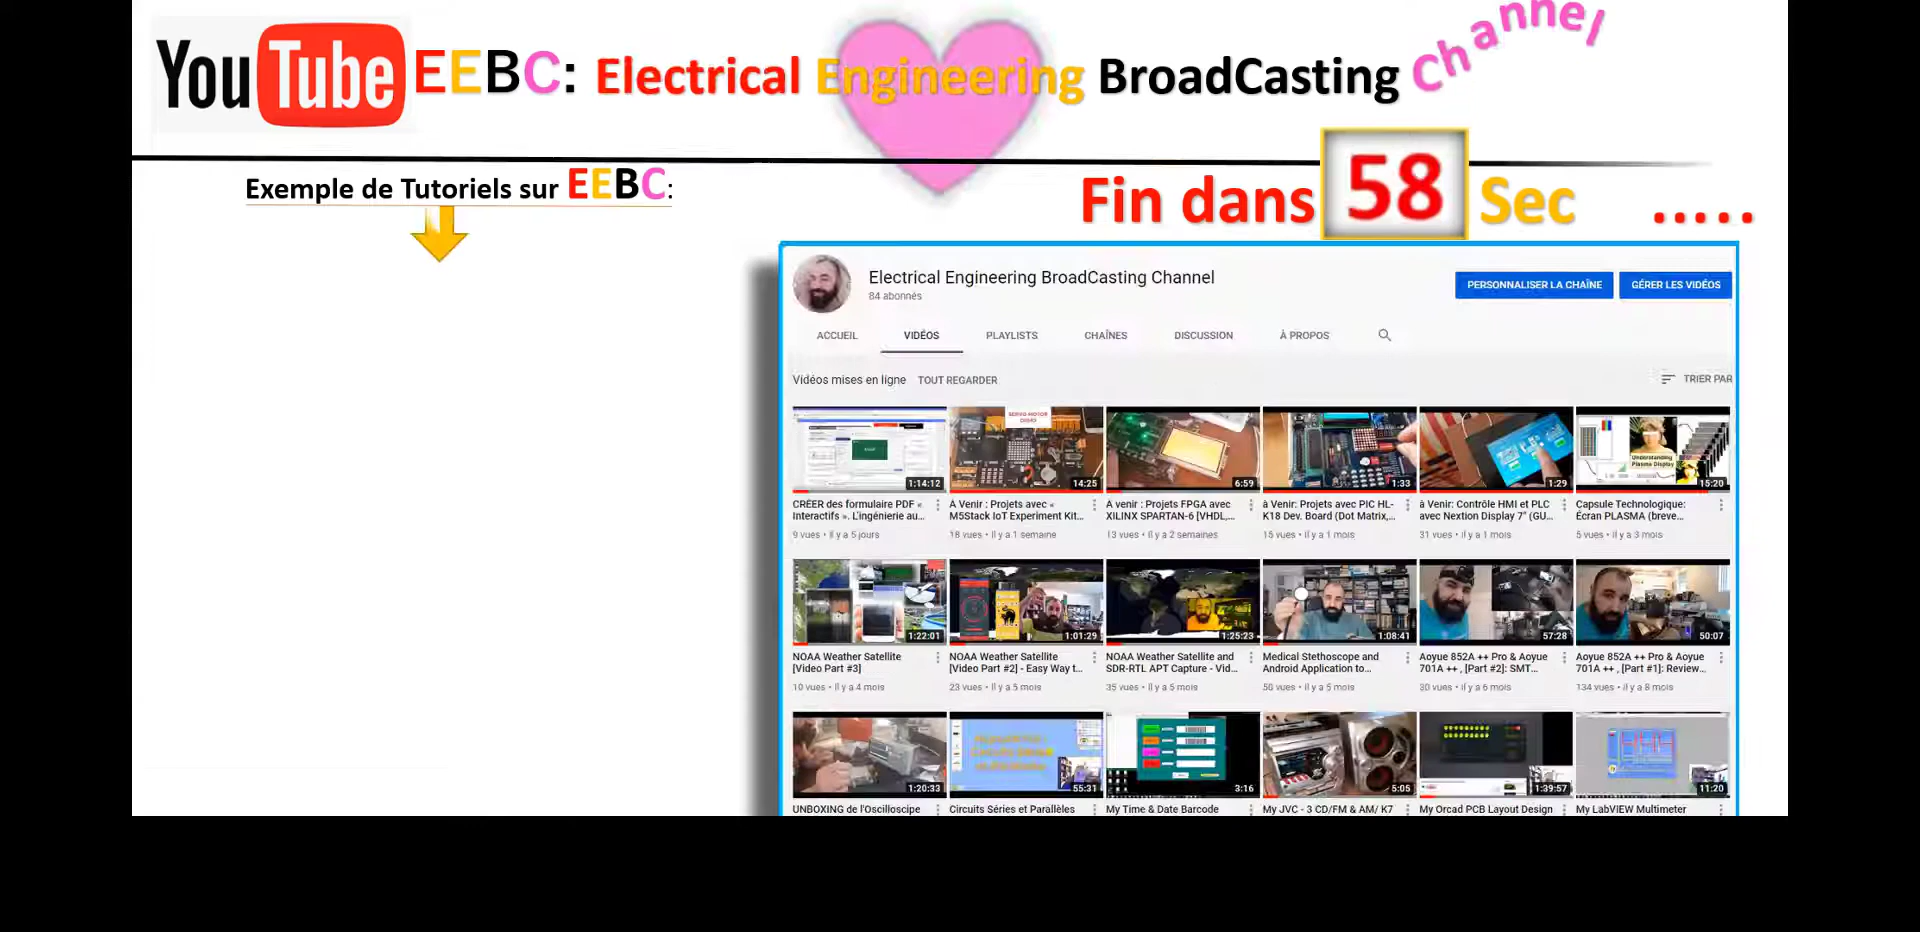 YouTube EEBC: Electrical Engineering BroadCasting Channel
Exemple de Tutoriels sur EEBC:
Fin dans 58 Sec .....
Electrical Engineering BroadCasting Channel
84 abonnés
PERSONNALISER LA CHAÎNE GÉRER LES VIDÉOS
ACCUEIL VIDÉOS PLAYLISTS CHAÎNES DISCUSSION À PROPOS
Vidéos mises en ligne TOUT REGARDER TRIER PAR
SERVO MOTOR
DEMO
Understanding
Plasma Display
1:14:12 14:25 6:59 1:33 1:29 15:20
CRÉER des formulaire PDF «
Interactifs ». L'ingénierie au...
9 vues • il y a 5 jours
À Venir : Projets avec «
M5Stack IoT Experiment Kit...
18 vues • il y a 1 semaine
À venir : Projets FPGA avec
XILINX SPARTAN-6 [VHDL,...
13 vues • il y a 2 semaines
à Venir: Projets avec PIC HL-
K18 Dev. Board (Dot Matrix,...
15 vues • il y a 1 mois
à Venir: Contrôle HMI et PLC
avec Nextion Display 7" (GU...
31 vues • il y a 1 mois
Capsule Technologique:
Écran PLASMA (breve...
5 vues • il y a 3 mois
1:22:01 1:01:29 1:25:23 1:08:41 57:28 50:07
NOAA Weather Satellite
[Video Part #3]
10 vues • il y a 4 mois
NOAA Weather Satellite
[Video Part #2] - Easy Way t...
23 vues • il y a 5 mois
NOAA Weather Satellite and
SDR-RTL APT Capture - Vid...
35 vues • il y a 5 mois
Medical Stethoscope and
Android Application to...
50 vues • il y a 5 mois
Aoyue 852A ++ Pro & Aoyue
701A ++ , [Part #2]: SMT...
30 vues • il y a 6 mois
Aoyue 852A ++ Pro & Aoyue
701A ++ , [Part #1]: Review...
134 vues • il y a 8 mois
1:20:33 55:31 3:16 5:05 1:39:57 11:20
UNBOXING de l'Oscilloscipe
Circuits Séries et Parallèles
My Time & Date Barcode
My JVC - 3 CD/FM & AM/ K7
My Orcad PCB Layout Design
My LabVIEW Multimeter